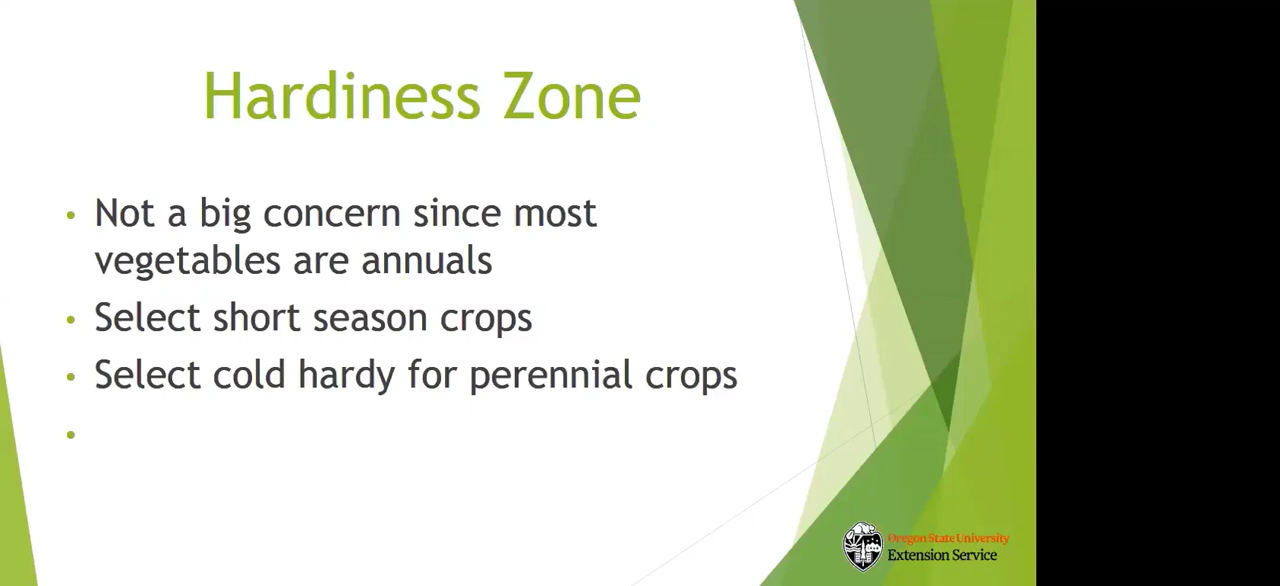 Hardiness Zone
• Not a big concern since most
vegetables are annuals
• Select short season crops
• Select cold hardy for perennial crops
•
Oregon State University
Extension Service